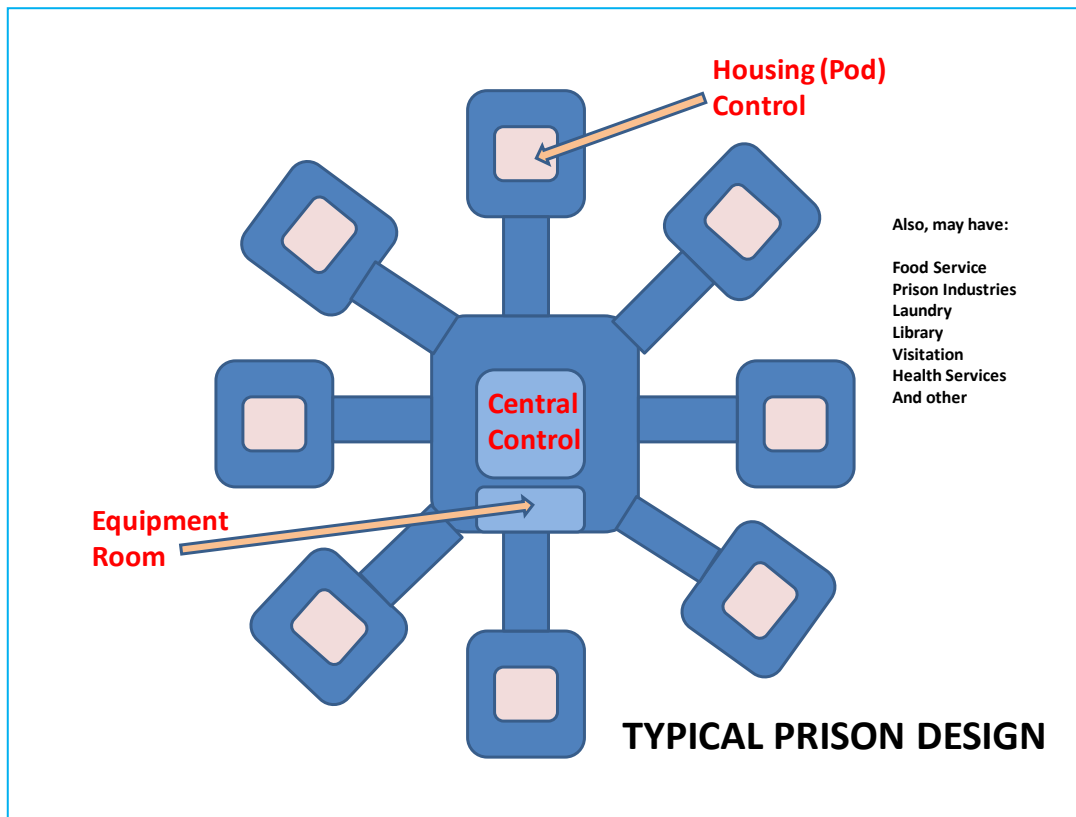 Housing (Pod)
Control
Also, may have:
Food Service
Prison Industries
Laundry
Library
Visitation
Health Services
And other
Central
Control
Equipment
Room
TYPICAL PRISON DESIGN